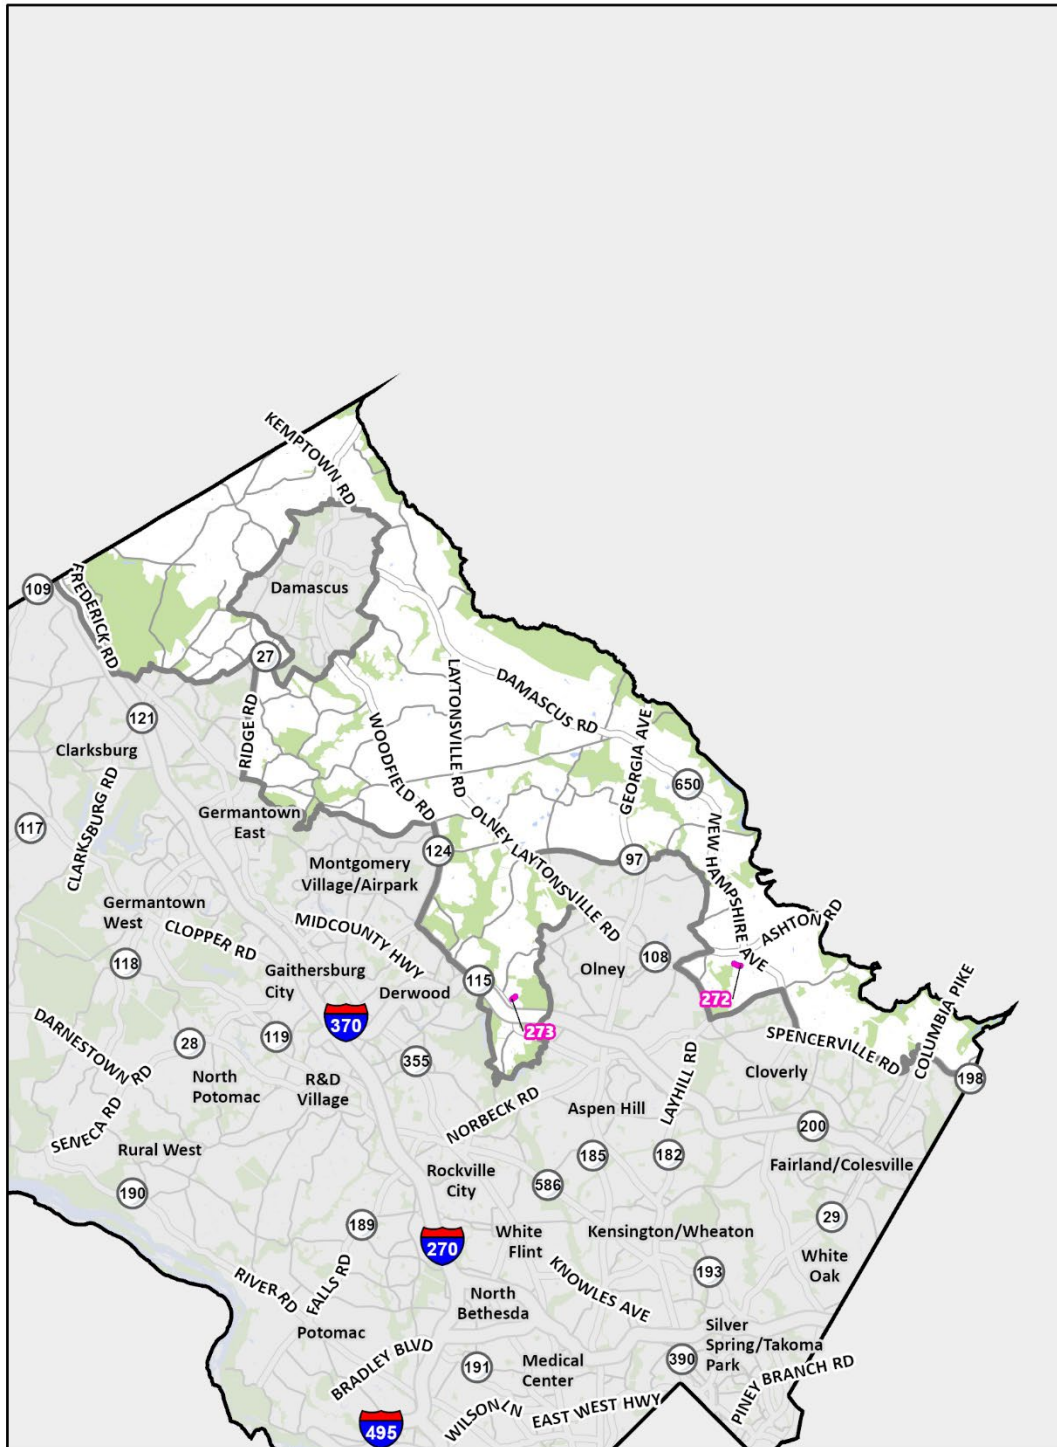 KEMPTOWN RD
Damascus
109
FREDERICK RD
27
LAYTONSVILLE RD
DAMASCUS RD
121
RIDGE RD
WOODFIELD RD
GEORGIA AVE
Clarksburg
CLARKSBURG RD
650
117
Germantown
East
OLNEY LAYTONSVILLE RD
NEW HAMPSHIRE AVE
124
97
Montgomery
Village/Airpark
Germantown
West
CLOPPER RD
MIDCOUNTY HWY
ASHTON RD
118
Gaithersburg
City
Derwood
115
Olney
108
272
370
273
DARNESTOWN RD
28
119
355
SPENCERVILLE RD
COLUMBIA PIKE
198
North
Potomac
R&D
Village
Cloverly
LAYHILL RD
SENECA RD
NORBECK RD
Aspen Hill
200
Rural West
185
182
Fairland/Colesville
190
Rockville
City
586
189
270
White
Flint
Kensington/Wheaton
29
White
Oak
RIVER RD
FALLS RD
KNOWLES AVE
193
North
Bethesda
Potomac
BRADLEY BLVD
191
Medical
Center
390
Silver
Spring/Takoma
Park
PINEY BRANCH RD
495
WILSON LN
EAST WEST HWY